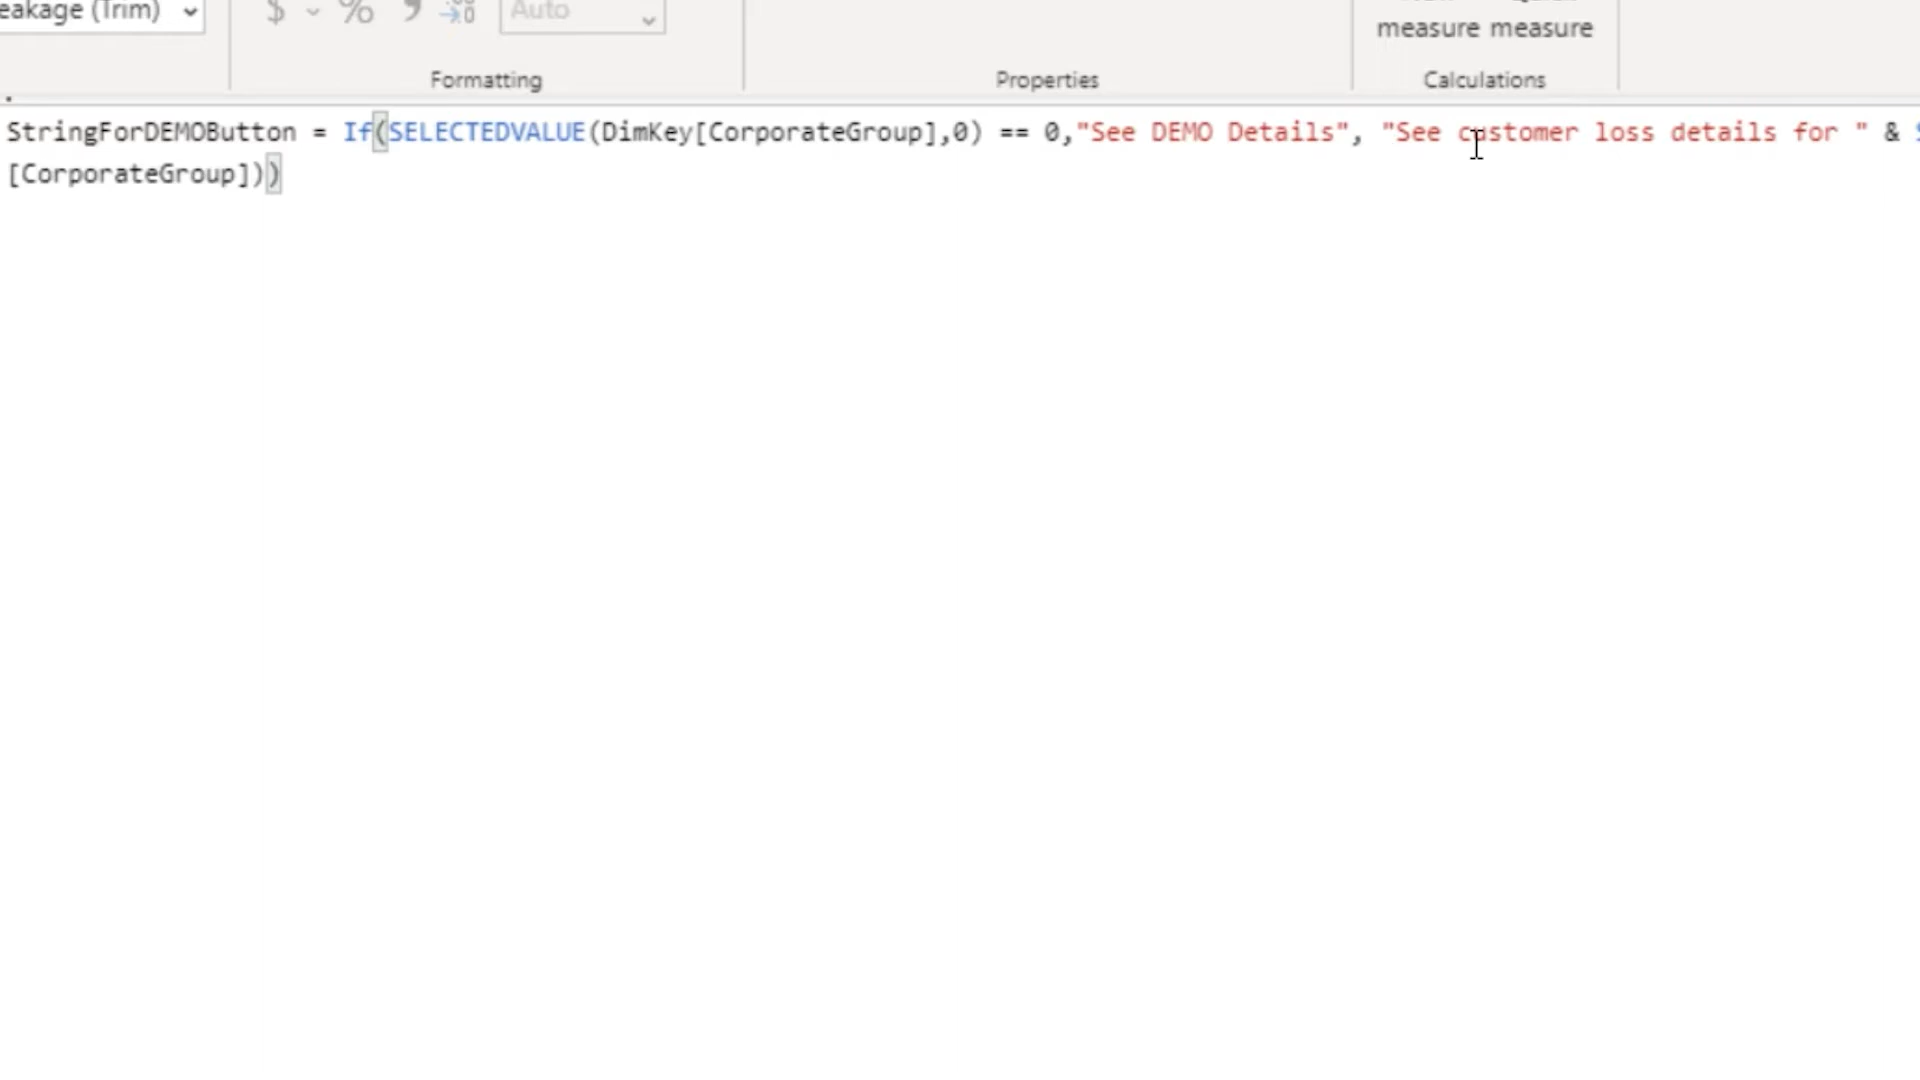 eakage (Trim)
$ % Auto
measure measure
Formatting Properties Calculations
StringForDEMOButton = If(SELECTEDVALUE(DimKey[CorporateGroup],0) == 0,"See DEMO Details", "See customer loss details for " &
[CorporateGroup]))